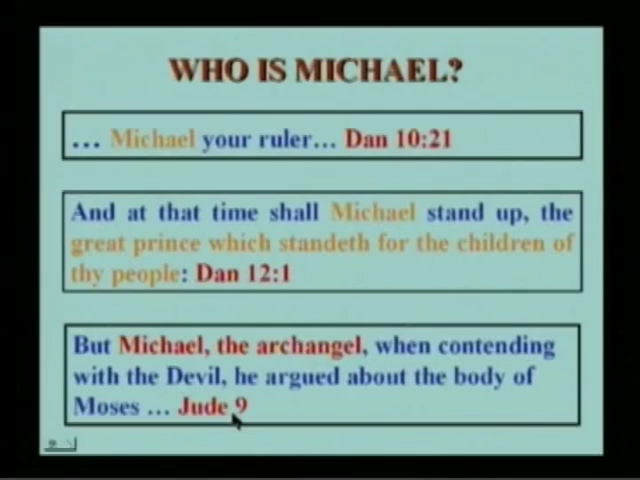 WHO IS MICHAEL?
... Michael your ruler... Dan 10:21
And at that time shall Michael stand up, the
great prince which standeth for the children of
thy people: Dan 12:1
But Michael, the archangel, when contending
with the Devil, he argued about the body of
Moses ... Jude 9